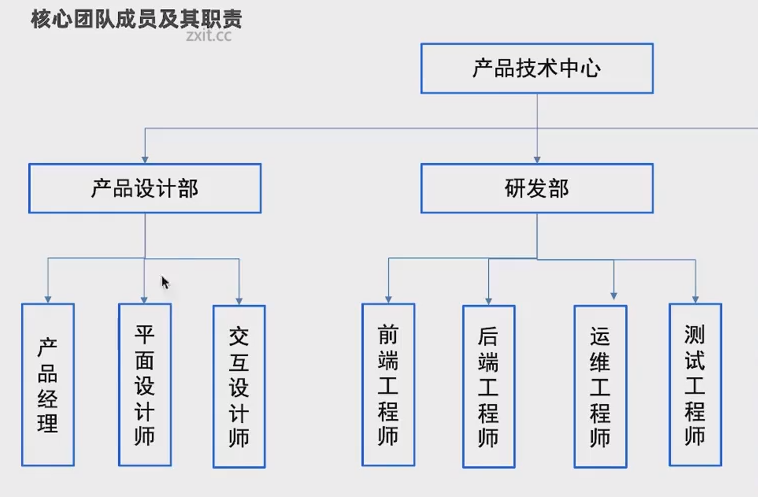 核心团队成员及其职责
zxit.cc
产品技术中心
产品设计部
研发部
产品经理
平面设计师
交互设计师
前端工程师
后端工程师
运维工程师
测试工程师